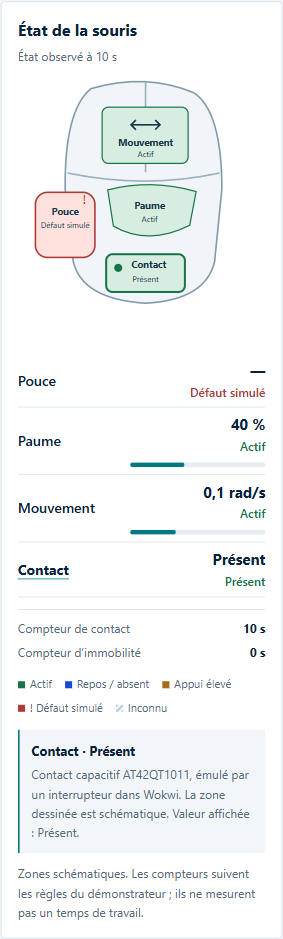 État de la souris
État observé à 10 s
Mouvement
Actif
!
Pouce
Défaut simulé
Paume
Actif
Contact
Présent
Pouce
—
Défaut simulé
Paume
40 %
Actif
Mouvement
0,1 rad/s
Actif
Contact
Présent
Présent
Compteur de contact 10 s
Compteur d’immobilité 0 s
Actif Repos / absent Appui élevé
! Défaut simulé Inconnu
Contact · Présent
Contact capacitif AT42QT1011, émulé par
un interrupteur dans Wokwi. La zone
dessinée est schématique. Valeur affichée
: Présent.
Zones schématiques. Les compteurs suivent
les règles du démonstrateur ; ils ne mesurent
pas un temps de travail.